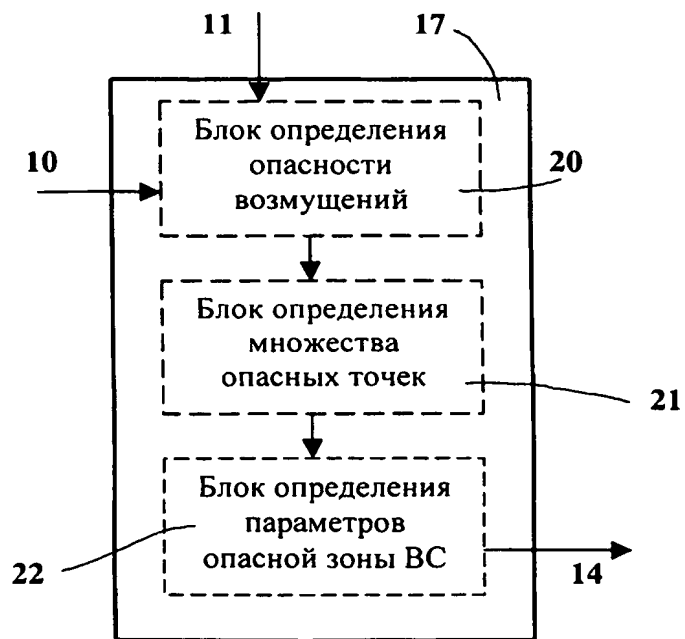 11
17
Блок определения
опасности
возмущений
10
20
Блок определения
множества
опасных точек
21
Блок определения
параметров
опасной зоны ВС
22
14